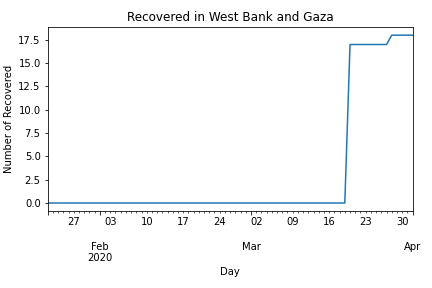 Recovered in West Bank and Gaza
Number of Recovered
17.5
15.0
12.5
10.0
7.5
5.0
2.5
0.0
27 03 10 17 24 02 09 16 23 30
Feb Mar Apr
2020
Day